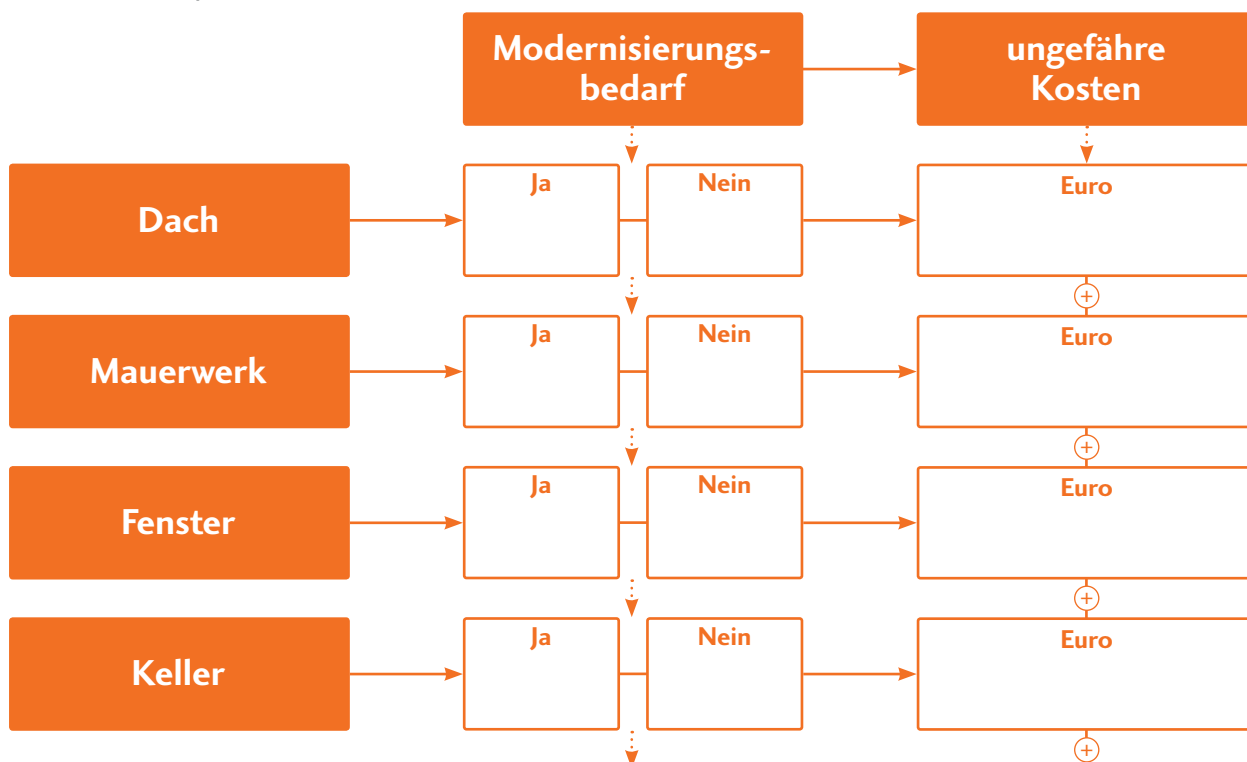 Modernisierungs-
bedarf
ungefähre
Kosten
Dach
Ja
Nein
Euro
+
Mauerwerk
Ja
Nein
Euro
+
Fenster
Ja
Nein
Euro
+
Keller
Ja
Nein
Euro
+